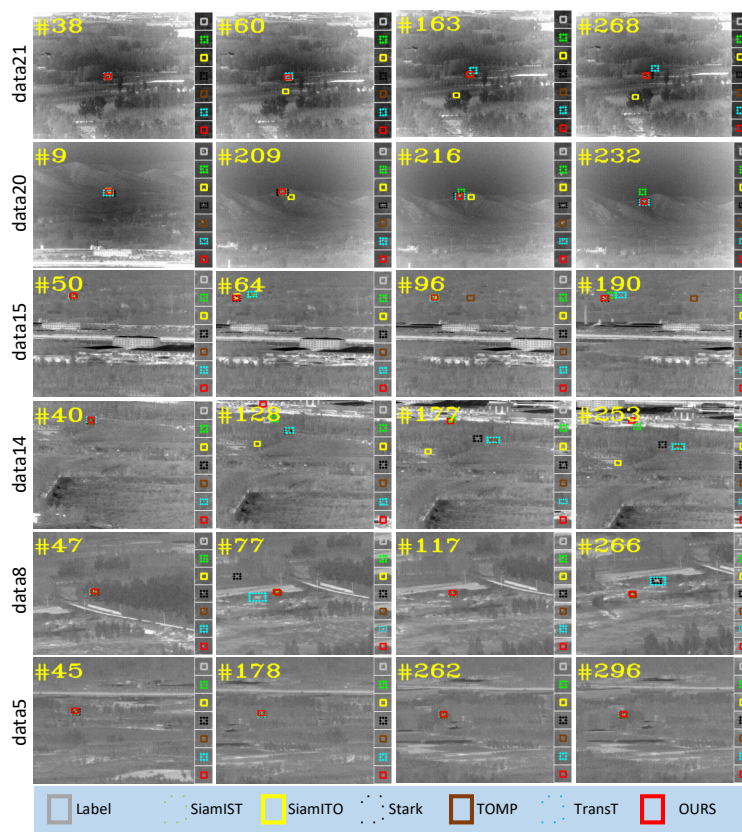 data21
#38 #60 #163 #268
data20
#9 #209 #216 #232
data15
#50 #64 #96 #190
data14
#40 #128 #177 #253
data8
#47 #77 #117 #266
data5
#45 #178 #262 #296
Label SiamIST SiamITO Stark TOMP TransT OURS